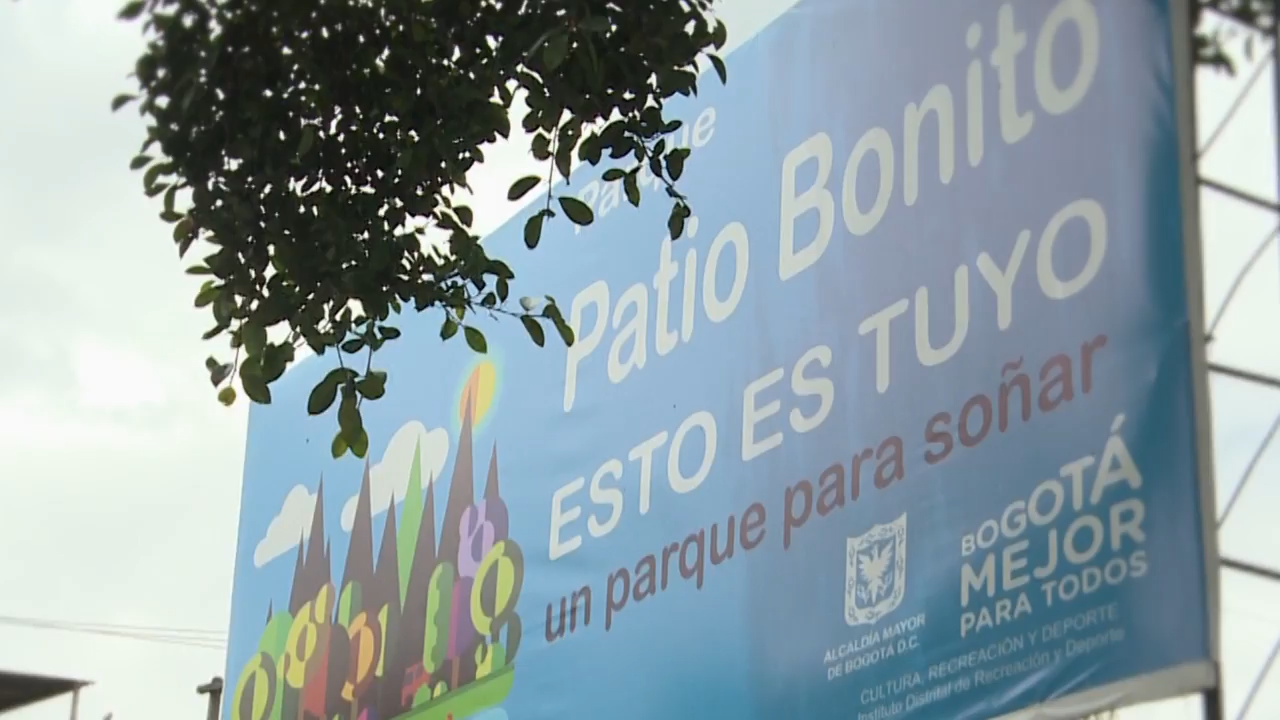 Parque
Patio Bonito
ESTO ES TUYO
un parque para soñar
ALCALDÍA MAYOR
DE BOGOTÁ D.C.
BOGOTÁ
MEJOR
PARA TODOS
CULTURA, RECREACIÓN Y DEPORTE
Instituto Distrital de Recreación y Deporte